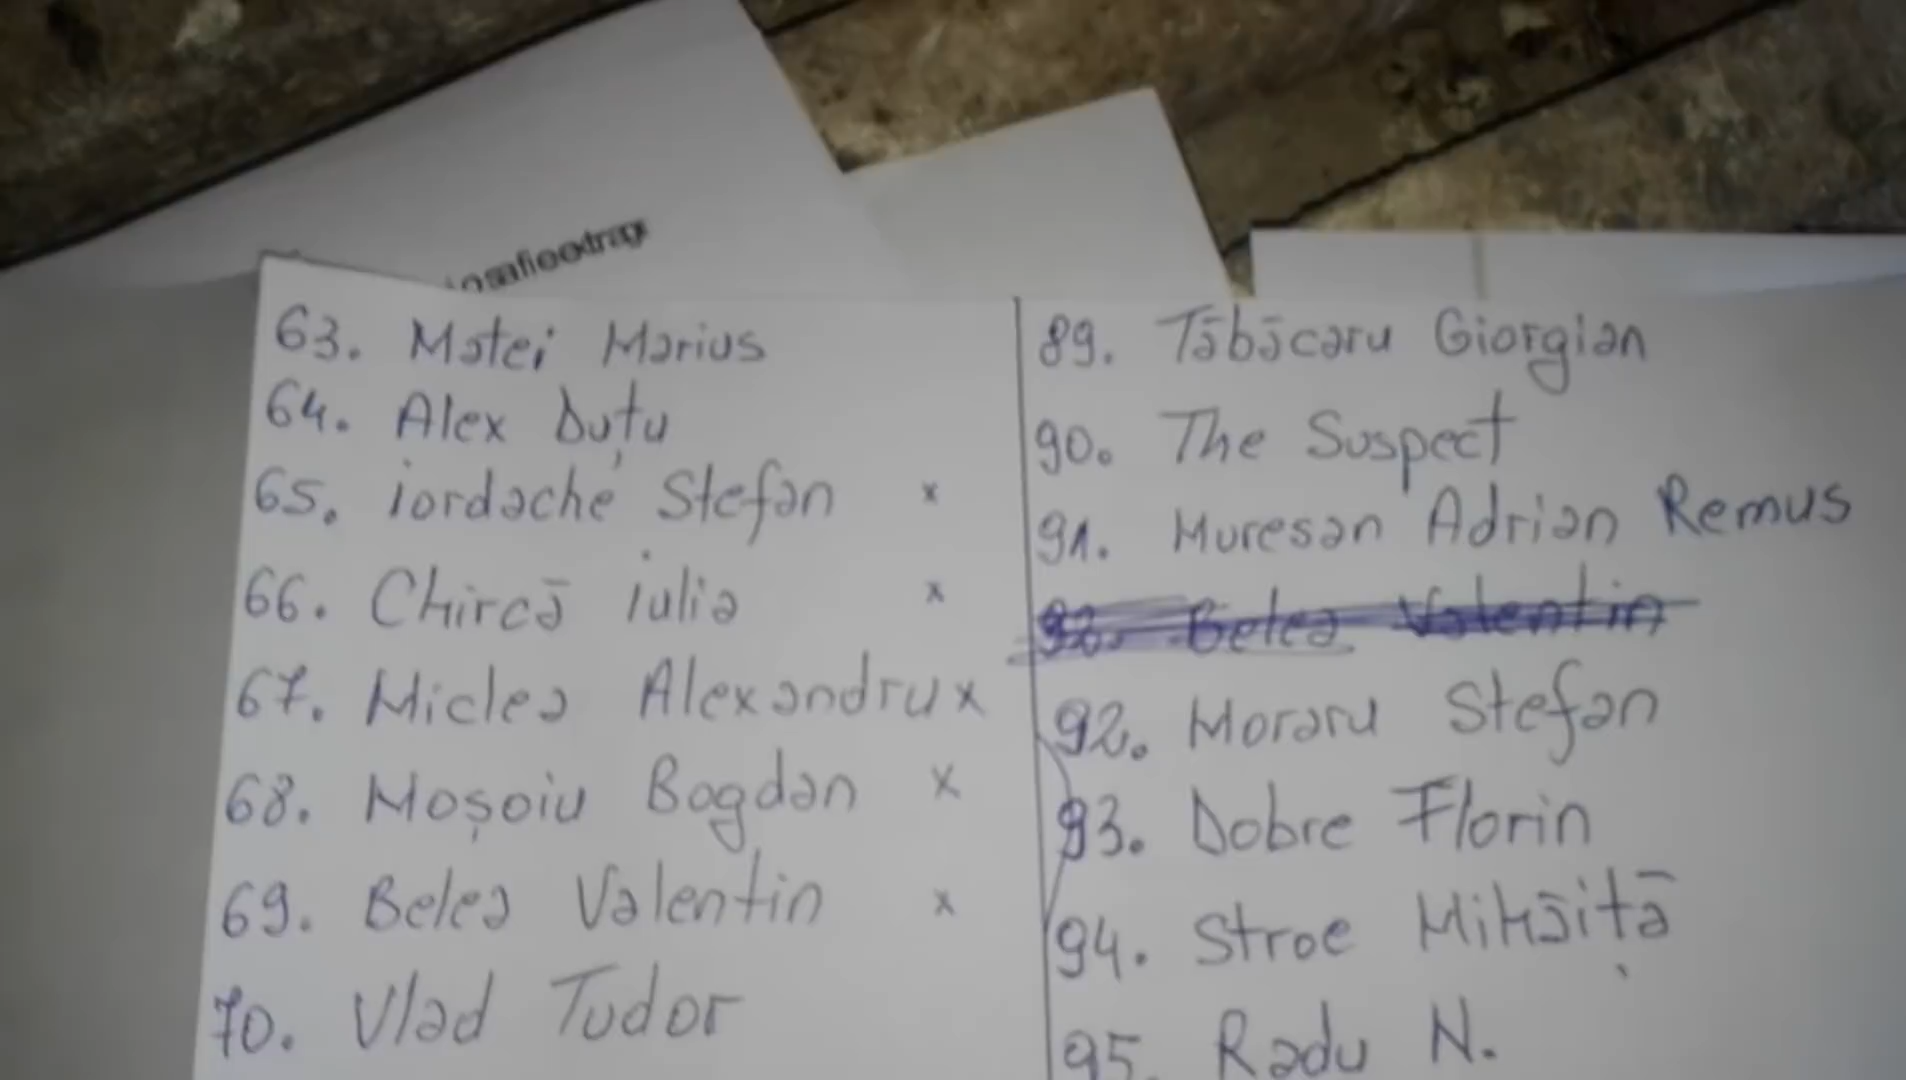 safieextrage
63. Matei Marius
64. Alex Duțu
65. iordache Stefan x
66. Chircă iulia x
67. Miclea Alexandru x
68. Moșoiu Bogdan x
69. Belea Valentin x
70. Vlad Tudor
89. Tăbăcaru Giorgian
90. The Suspect
91. Muresan Adrian Remus
92. Belea Valentin
92. Moraru Stefan
93. Dobre Florin
94. Stroe Mihăiță
95. Radu N.